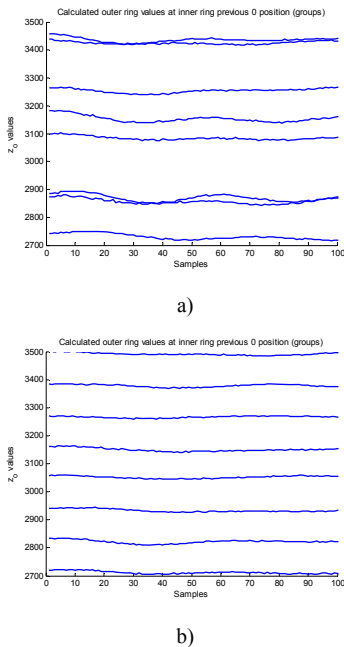 Calculated outer ring values at inner ring previous 0 position (groups)
3500
3400
3300
3200
3100
3000
2900
2800
2700
z_o values
0 10 20 30 40 50 60 70 80 90 100
Samples
a)
Calculated outer ring values at inner ring previous 0 position (groups)
3500
3400
3300
3200
3100
3000
2900
2800
2700
z_o values
0 10 20 30 40 50 60 70 80 90 100
Samples
b)